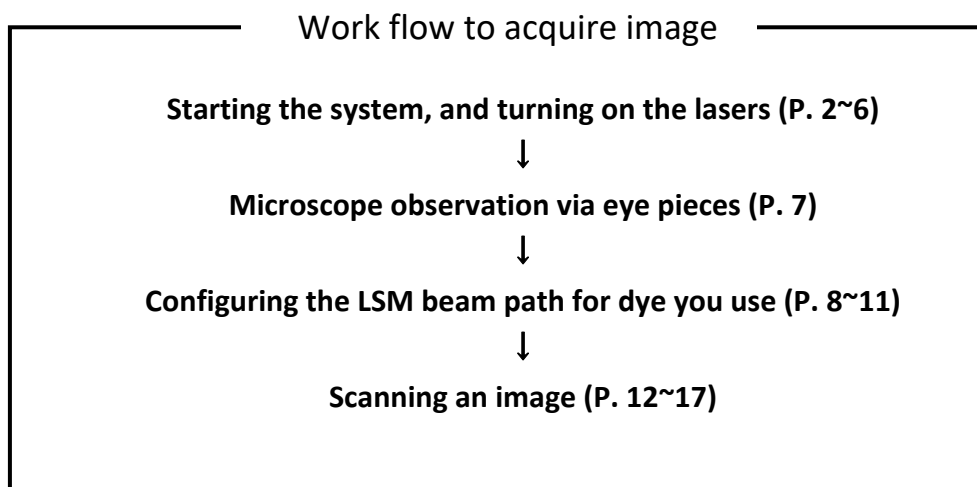 Work flow to acquire image
Starting the system, and turning on the lasers (P. 2~6)
↓
Microscope observation via eye pieces (P. 7)
↓
Configuring the LSM beam path for dye you use (P. 8~11)
↓
Scanning an image (P. 12~17)